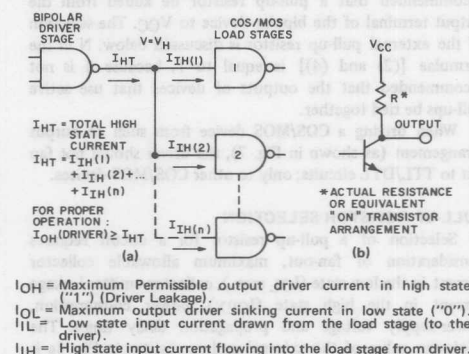 BIPOLAR
DRIVER
STAGE
V=VH
IHT
COS/MOS
LOAD STAGES
IIH(1)
1
IIH(2)
2
IIH(n)
n
IHT = TOTAL HIGH
STATE
CURRENT
IHT = IIH(1)
+IIH(2)+...
+ IIH(n)
FOR PROPER
OPERATION :
IOH(DRIVER) ≥ IHT
(a)
VCC
R*
OUTPUT
*ACTUAL RESISTANCE
OR EQUIVALENT
"ON" TRANSISTOR
ARRANGEMENT
(b)
IOH = Maximum Permissible output driver current in high state
("1") (Driver Leakage).
IOL = Maximum output driver sinking current in low state ("0").
IIL = Low state input current drawn from the load stage (to the
driver).
IIH = High state input current flowing into the load stage from driver.